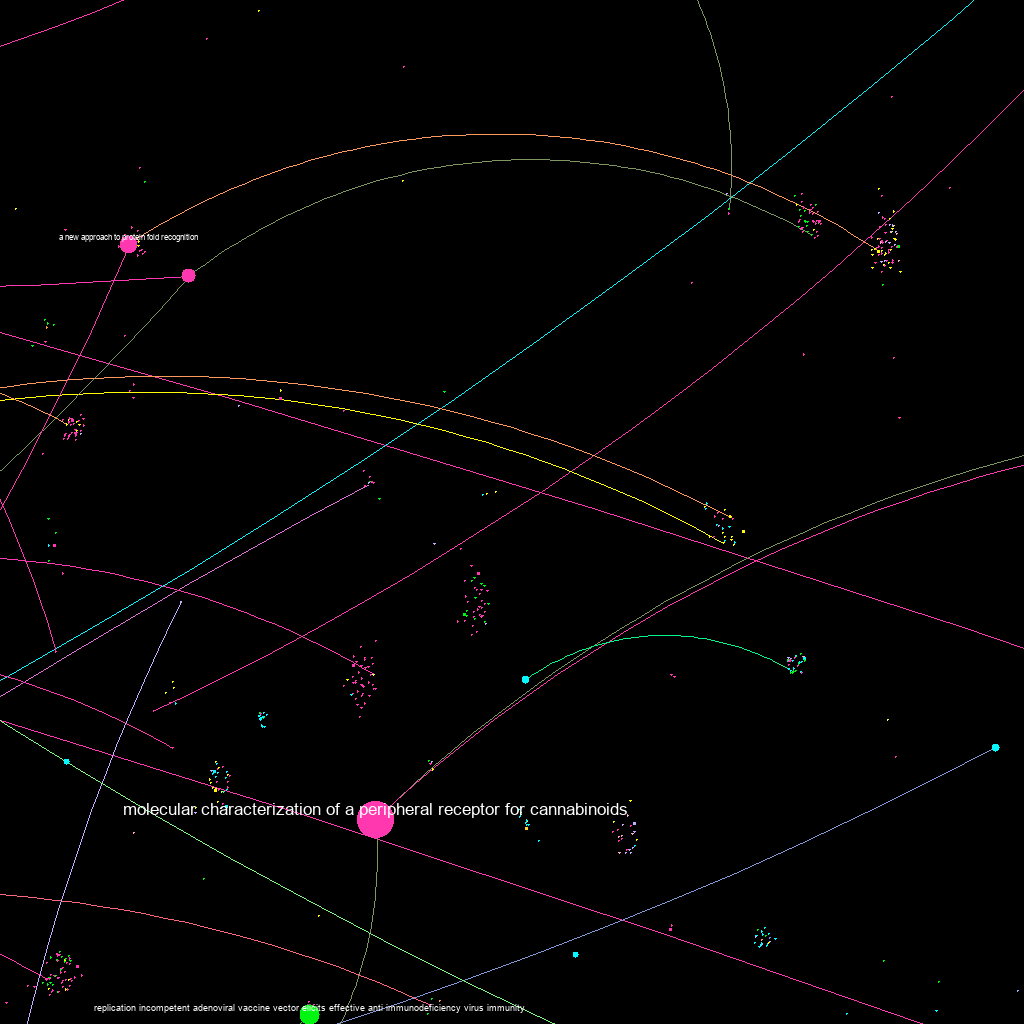 a new approach to protein fold recognition
molecular characterization of a peripheral receptor for cannabinoids
replication incompetent adenoviral vaccine vector elicits effective anti immunodeficiency virus immunity